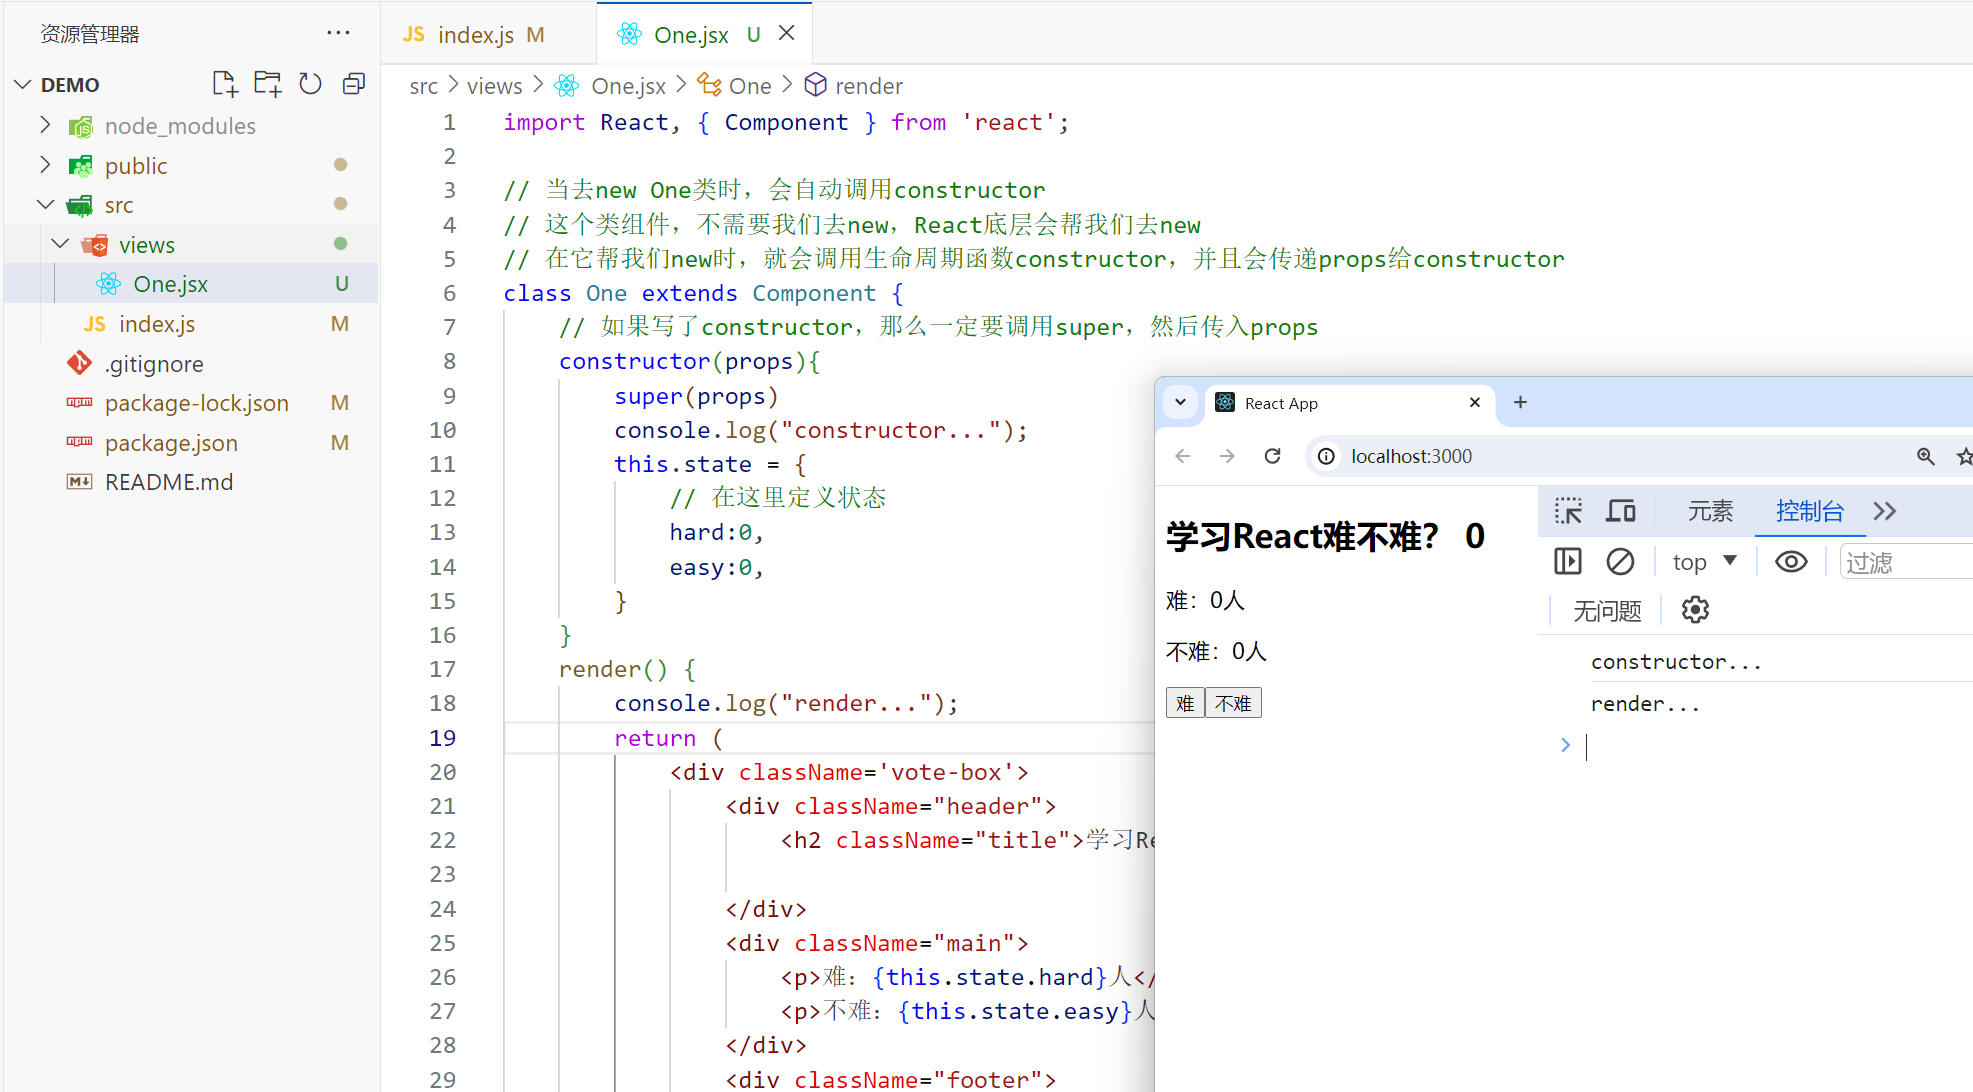 资源管理器
DEMO
node_modules
public
src
views
One.jsx U
JS index.js M
.gitignore
package-lock.json M
package.json M
README.md
JS index.js M
One.jsx U
src > views > One.jsx > One > render
1 import React, { Component } from 'react';
2
3 // 当去new One类时，会自动调用constructor
4 // 这个类组件，不需要我们去new，React底层会帮我们去new
5 // 在它帮我们new时，就会调用生命周期函数constructor，并且会传递props给constructor
6 class One extends Component {
7 // 如果写了constructor，那么一定要调用super，然后传入props
8 constructor(props){
9 super(props)
10 console.log("constructor...");
11 this.state = {
12 // 在这里定义状态
13 hard:0,
14 easy:0,
15 }
16 }
17 render() {
18 console.log("render...");
19 return (
20 <div className='vote-box'>
21 <div className="header">
22 <h2 className="title">学习Re
23
24 </div>
25 <div className="main">
26 <p>难：{this.state.hard}人</
27 <p>不难：{this.state.easy}人
28 </div>
29 <div className="footer">
React App
localhost:3000
学习React难不难？ 0
难：0人
不难：0人
难 不难
元素 控制台
top 过滤
无问题
constructor...
render...